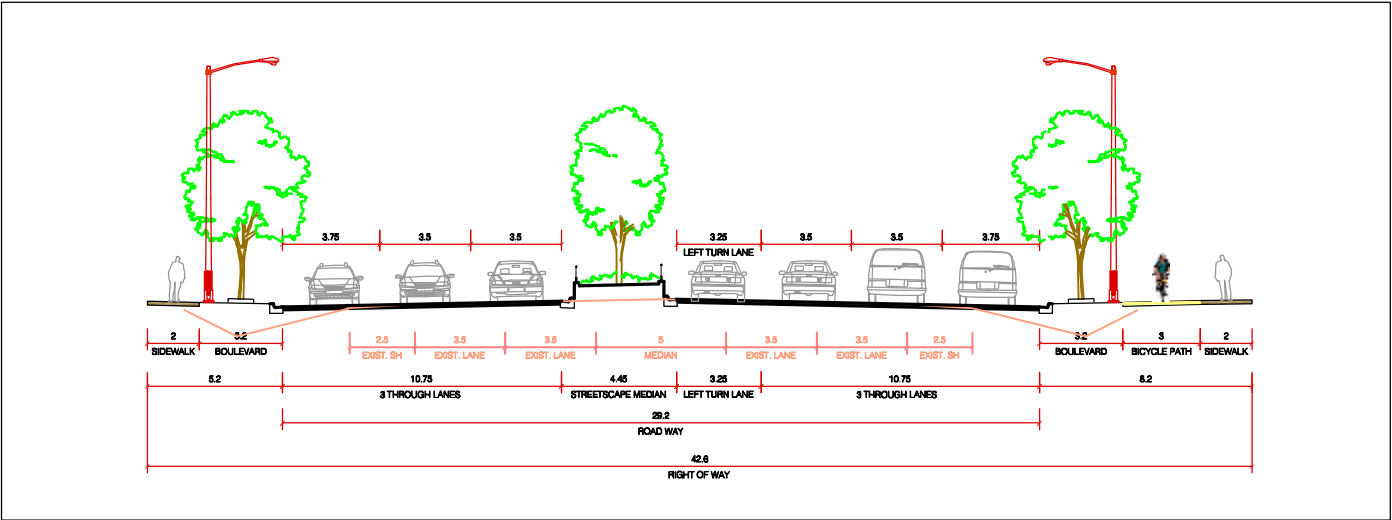 3.75 3.5 3.5 3.25 3.5 3.5 3.75
LEFT TURN LANE
2 3.2 2.5 3.5 3.5 5 3.5 3.5 2.5 3.2 3 2
SIDEWALK BOULEVARD EXIST. SH EXIST. LANE EXIST. LANE MEDIAN EXIST. LANE EXIST. LANE EXIST. SH BOULEVARD BICYCLE PATH SIDEWALK
5.2 10.75 4.45 3.25 10.75 8.2
3 THROUGH LANES STREETSCAPE MEDIAN LEFT TURN LANE 3 THROUGH LANES
29.2
ROAD WAY
42.6
RIGHT OF WAY